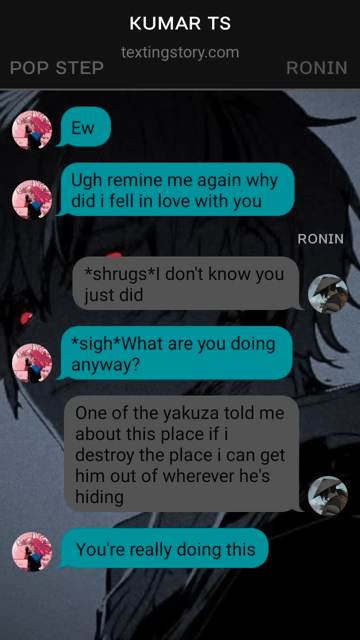 KUMAR TS
textingstory.com
POP STEP
RONIN
Ew
Ugh remine me again why
did i fell in love with you
RONIN
*shrugs*I don't know you
just did
*sigh*What are you doing
anyway?
One of the yakuza told me
about this place if i
destroy the place i can get
him out of wherever he's
hiding
You're really doing this